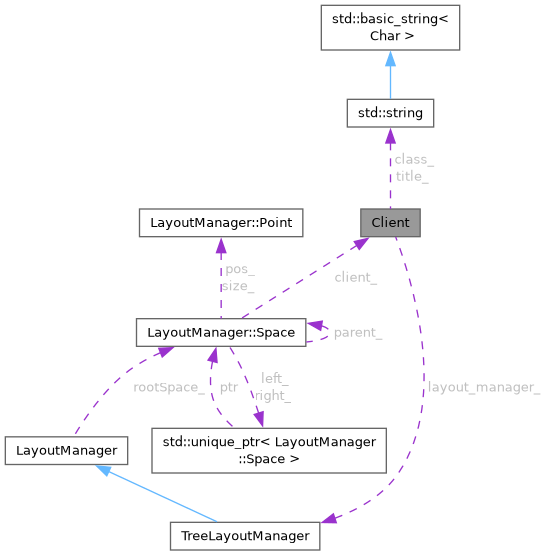 std::basic_string<
Char >
std::string
class_
title_
LayoutManager::Point
Client
pos_
size_
client_
LayoutManager::Space
parent_
rootSpace_
ptr
left_
right_
layout_manager_
LayoutManager
std::unique_ptr< LayoutManager
::Space >
TreeLayoutManager